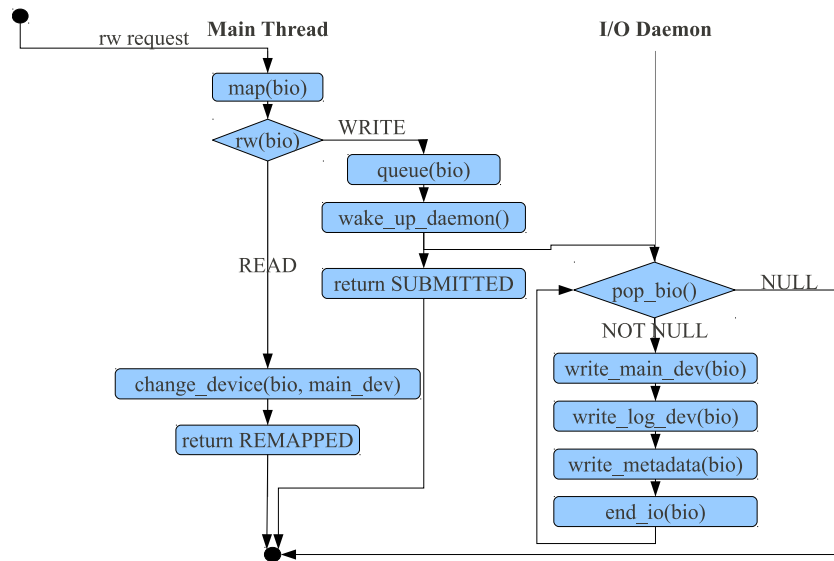 Main Thread
I/O Daemon
rw request
map(bio)
rw(bio)
WRITE
queue(bio)
wake_up_daemon()
READ
return SUBMITTED
pop_bio()
NULL
NOT NULL
change_device(bio, main_dev)
write_main_dev(bio)
write_log_dev(bio)
return REMAPPED
write_metadata(bio)
end_io(bio)